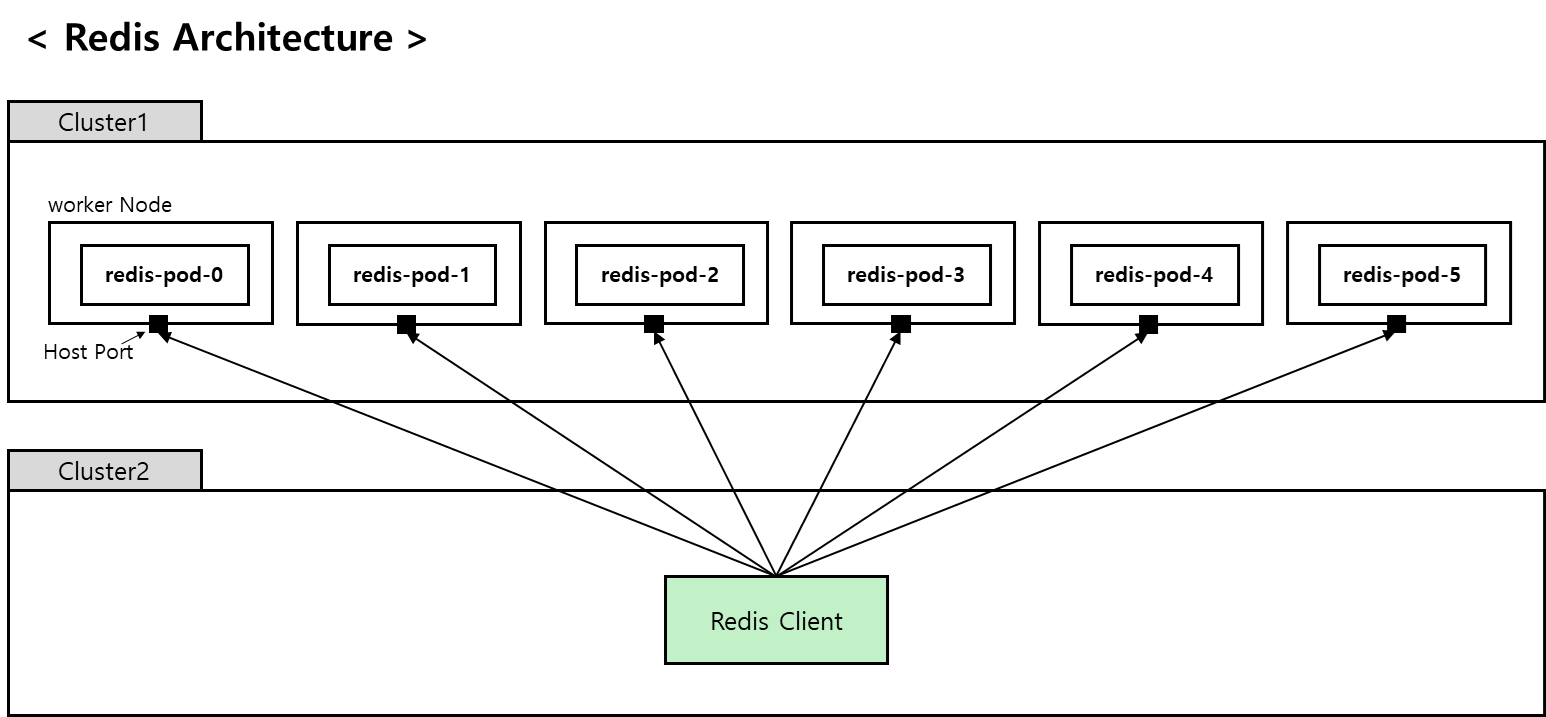 < Redis Architecture >
Cluster1
worker Node
redis-pod-0
redis-pod-1
redis-pod-2
redis-pod-3
redis-pod-4
redis-pod-5
Host Port
Cluster2
Redis Client